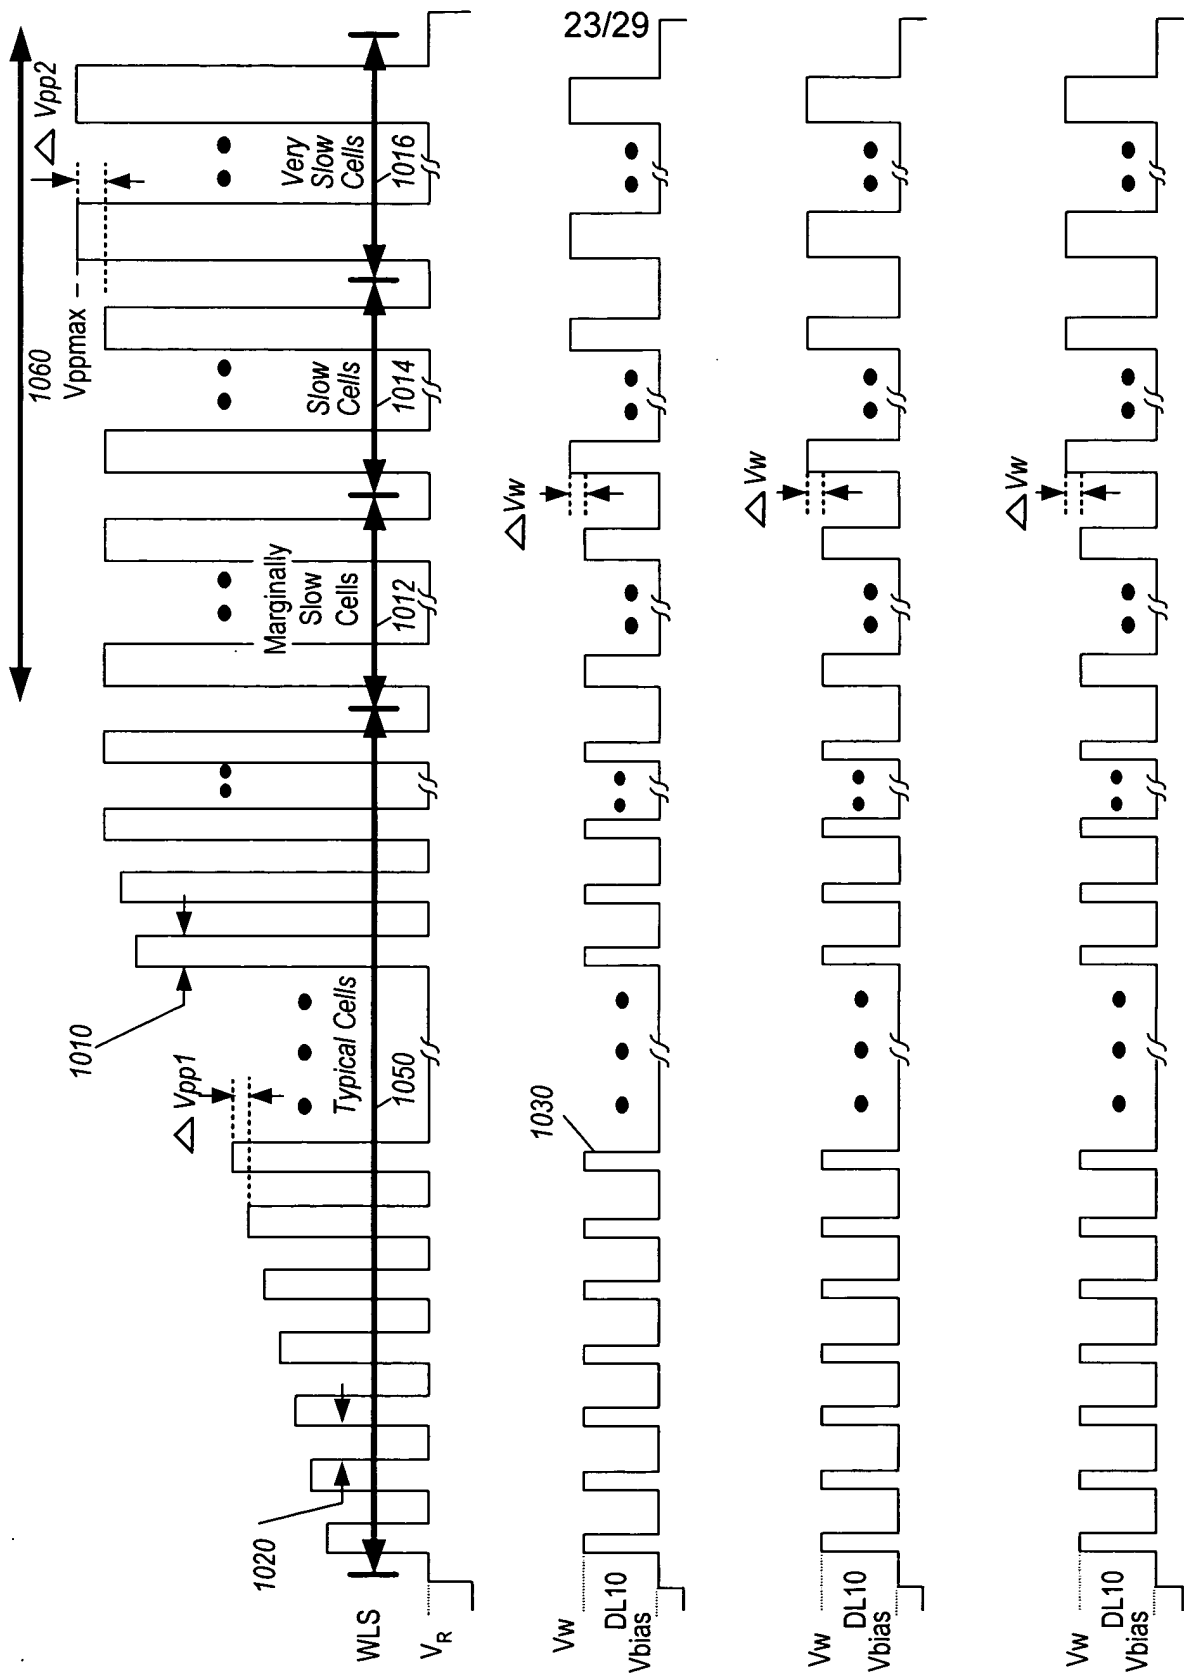 23/29
1060
Vppmax
△ Vpp2
Very
Slow
Cells
1016
Slow
Cells
1014
Marginally
Slow
Cells
1012
1010
△ Vpp1
Typical Cells
1050
1020
WLS
VR
1030
△ Vw
Vw
DL10
Vbias
△ Vw
Vw
DL10
Vbias
△ Vw
Vw
DL10
Vbias